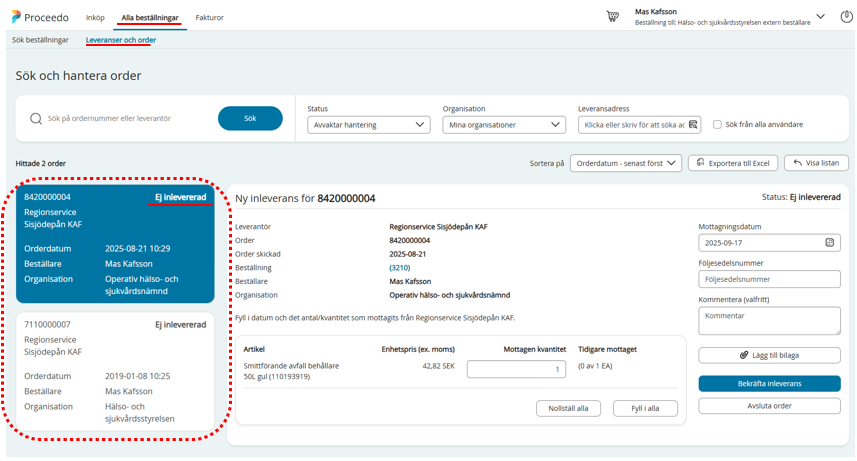 Proceedo
Inköp
Alla beställningar
Fakturor
Mas Kafsson
Beställning till: Hälso- och sjukvårdsstyrelsen extern beställare
Sök beställningar
Leveranser och order
Sök och hantera order
Sök på ordernummer eller leverantör
Sök
Status
Avvaktar hantering
Organisation
Mina organisationer
Leveransadress
Klicka eller skriv för att söka ad
Sök från alla användare
Hittade 2 order
Sortera på
Orderdatum - senast först
Exportera till Excel
Visa listan
8420000004
Ej inlevererad
Regionservice
Sisjödepån KAF
Orderdatum 2025-08-21 10:29
Beställare Mas Kafsson
Organisation Operativ hälso- och
sjukvårdsnämnd
7110000007
Ej inlevererad
Regionservice
Sisjödepån KAF
Orderdatum 2019-01-08 10:25
Beställare Mas Kafsson
Organisation Hälso- och
sjukvårdsstyrelsen
Ny inleverans för 8420000004
Status: Ej inlevererad
Leverantör Regionservice Sisjödepån KAF
Order 8420000004
Order skickad 2025-08-21
Beställning (3210)
Beställare Mas Kafsson
Organisation Operativ hälso- och sjukvårdsnämnd
Fyll i datum och det antal/kvantitet som mottagits från Regionservice Sisjödepån KAF.
Artikel Enhetspris (ex. moms) Mottagen kvantitet Tidigare mottaget
Smittförande avfall behållare
50L gul (110193919)
42,82 SEK
1
(0 av 1 EA)
Nollställ alla
Fyll i alla
Mottagningsdatum
2025-09-17
Följesedelsnummer
Följesedelsnummer
Kommentera (valfritt)
Kommentar
Lägg till bilaga
Bekräfta inleverans
Avsluta order